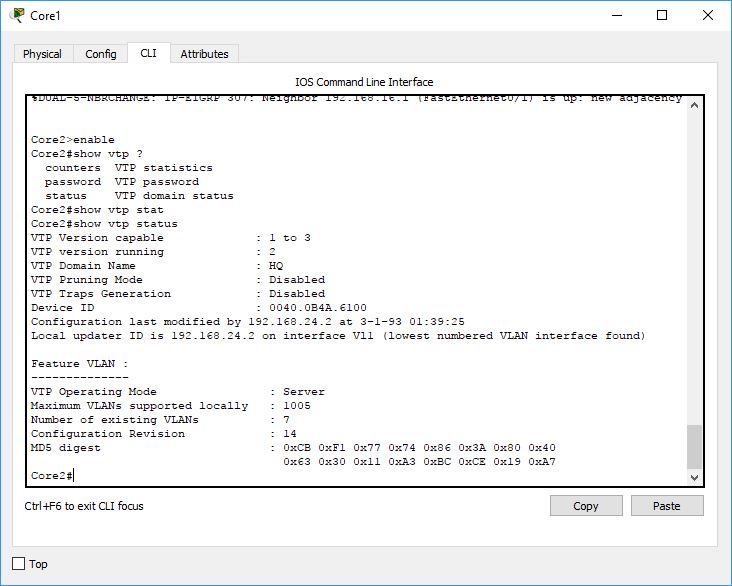 Core1
Physical Config CLI Attributes
IOS Command Line Interface
%DUAL-5-NBRCHANGE: IP-EIGRP 307: Neighbor 192.168.16.1 (FastEthernet0/1) is up: new adjacency
Core2>enable
Core2#show vtp ?
counters VTP statistics
password VTP password
status VTP domain status
Core2#show vtp stat
Core2#show vtp status
VTP Version capable : 1 to 3
VTP version running : 2
VTP Domain Name : HQ
VTP Pruning Mode : Disabled
VTP Traps Generation : Disabled
Device ID : 0040.0B4A.6100
Configuration last modified by 192.168.24.2 at 3-1-93 01:39:25
Local updater ID is 192.168.24.2 on interface Vl1 (lowest numbered VLAN interface found)
Feature VLAN :
--------------
VTP Operating Mode : Server
Maximum VLANs supported locally : 1005
Number of existing VLANs : 7
Configuration Revision : 14
MD5 digest : 0xCB 0xF1 0x77 0x74 0x86 0x3A 0x80 0x40
0x63 0x30 0x11 0xA3 0xBC 0xCE 0x19 0xA7
Core2#
Ctrl+F6 to exit CLI focus
Copy Paste
Top